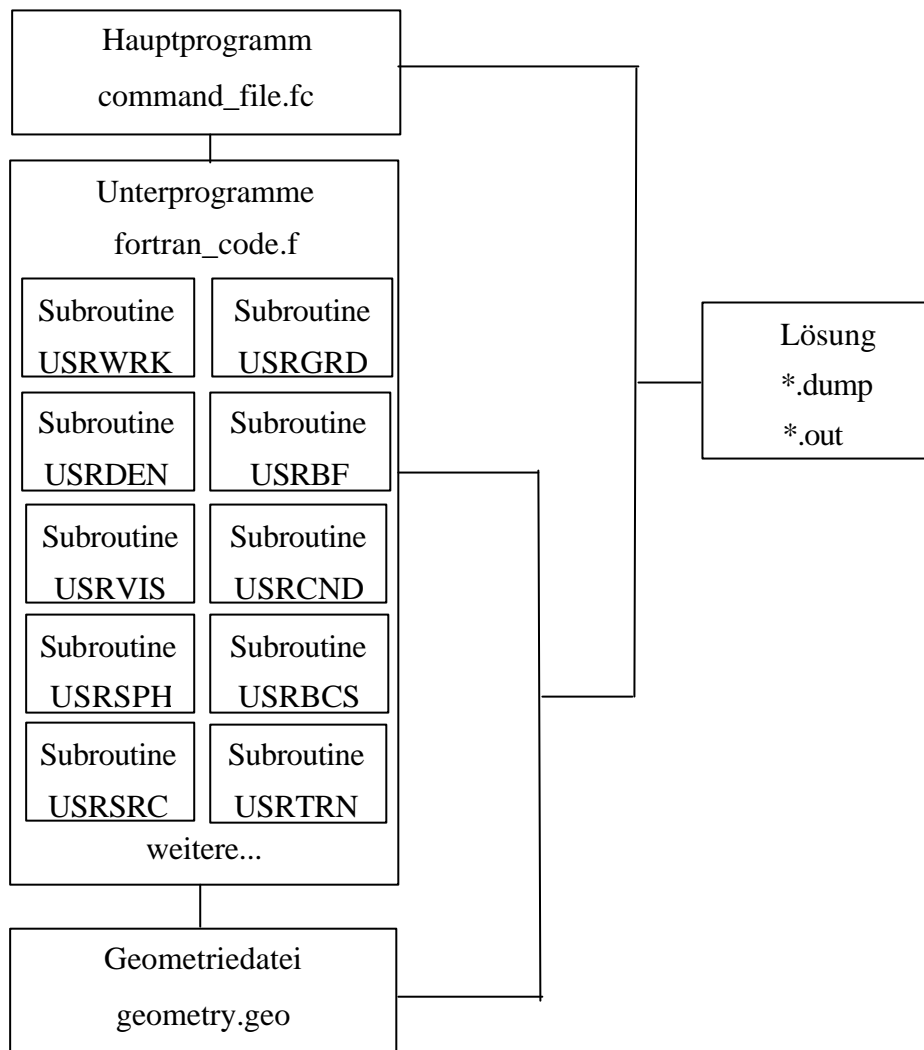 Hauptprogramm
command_file.fc
Unterprogramme
fortran_code.f
Subroutine
USRWRK
Subroutine
USRGRD
Subroutine
USRDEN
Subroutine
USRBF
Subroutine
USRVIS
Subroutine
USRCND
Subroutine
USRSPH
Subroutine
USRBCS
Subroutine
USRSRC
Subroutine
USRTRN
weitere...
Geometriedatei
geometry.geo
Lösung
*.dump
*.out